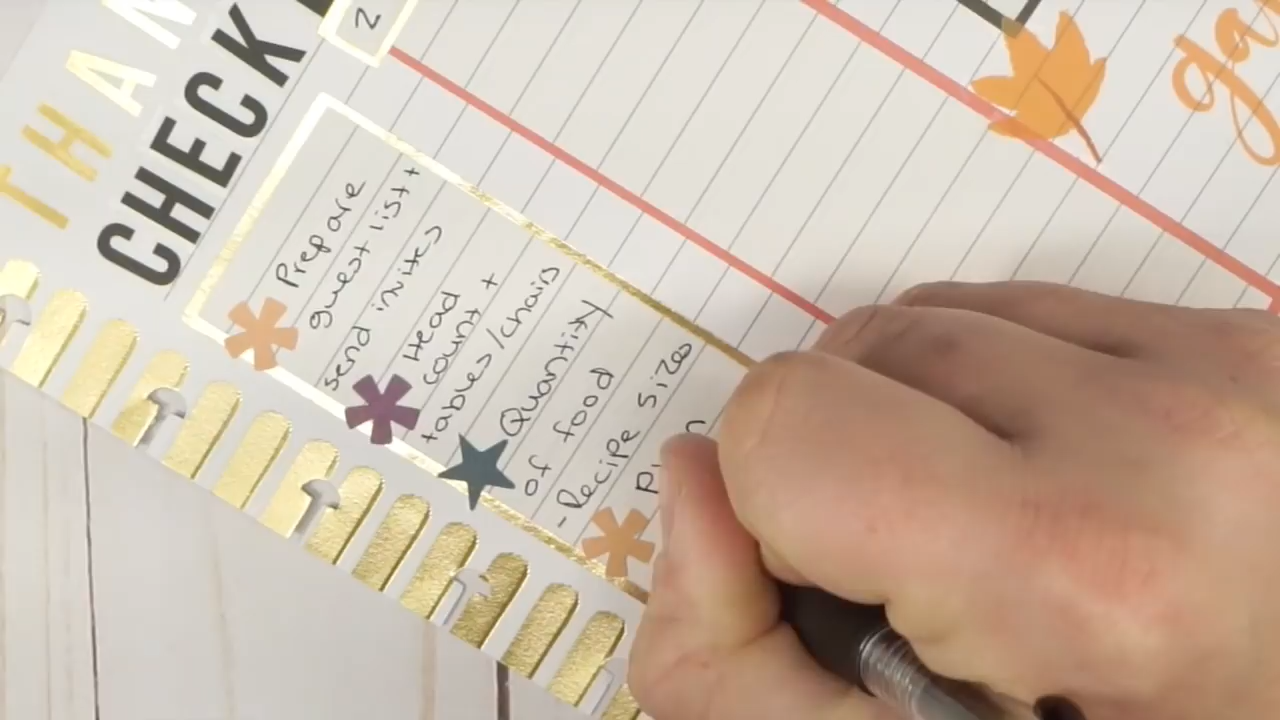 THAN
CHECK
2
Prepare
guest list +
send invites
Head
count +
tables/chairs
Quantity
of food
-recipe sizes